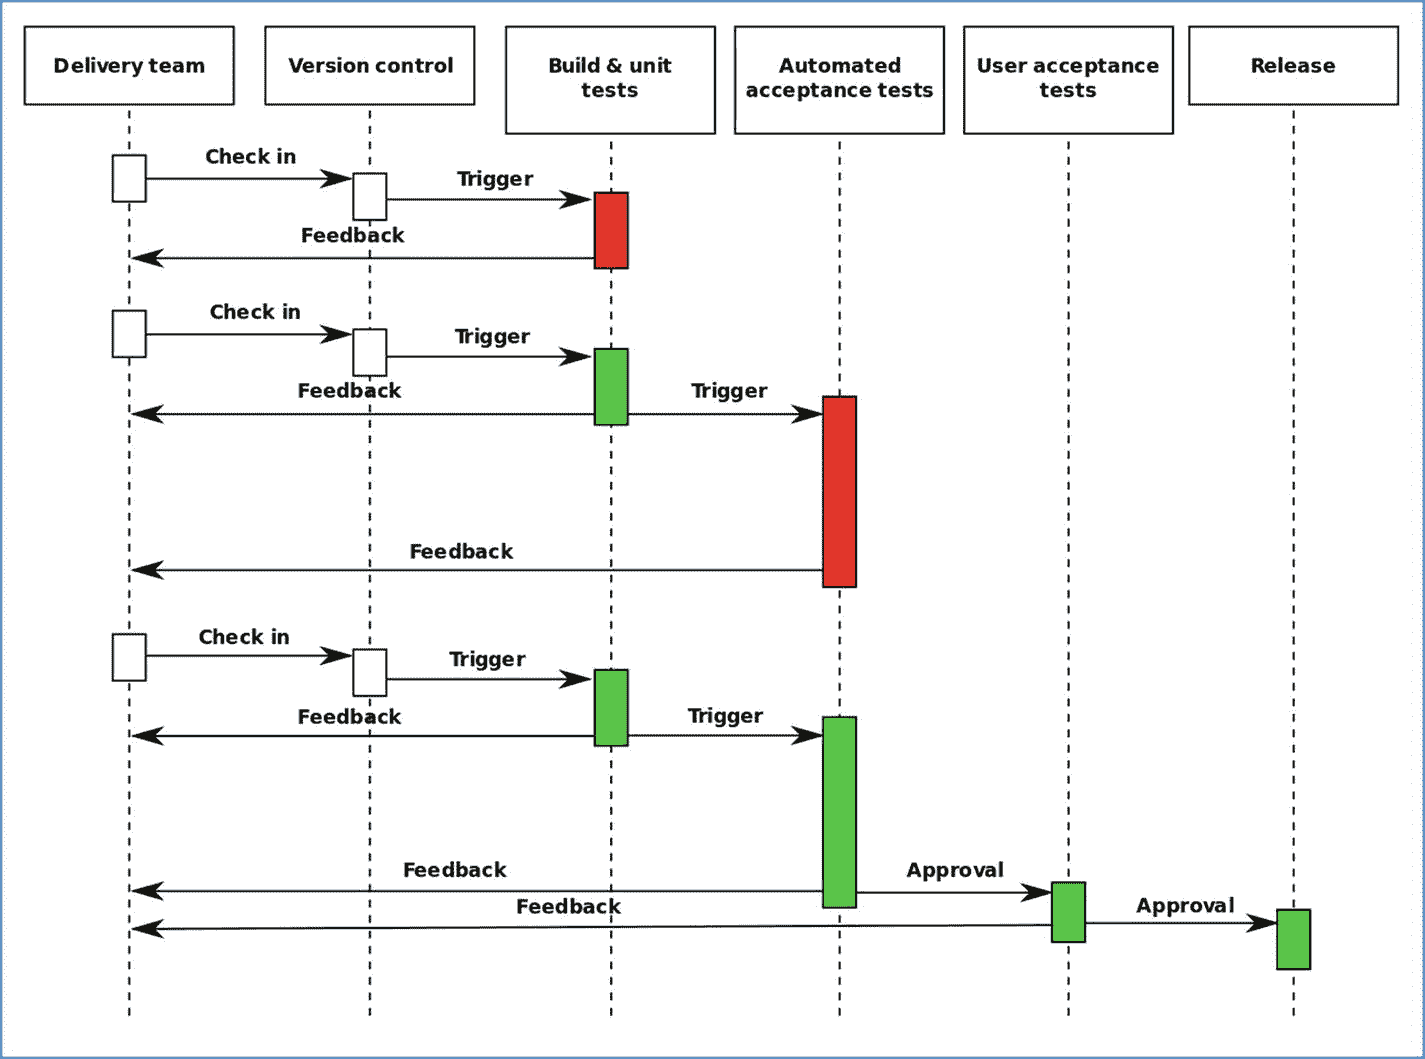 Delivery team
Version control
Build & unit
tests
Automated
acceptance tests
User acceptance
tests
Release
Check in
Trigger
Feedback
Check in
Trigger
Feedback
Trigger
Feedback
Check in
Trigger
Feedback
Trigger
Feedback
Approval
Feedback
Approval